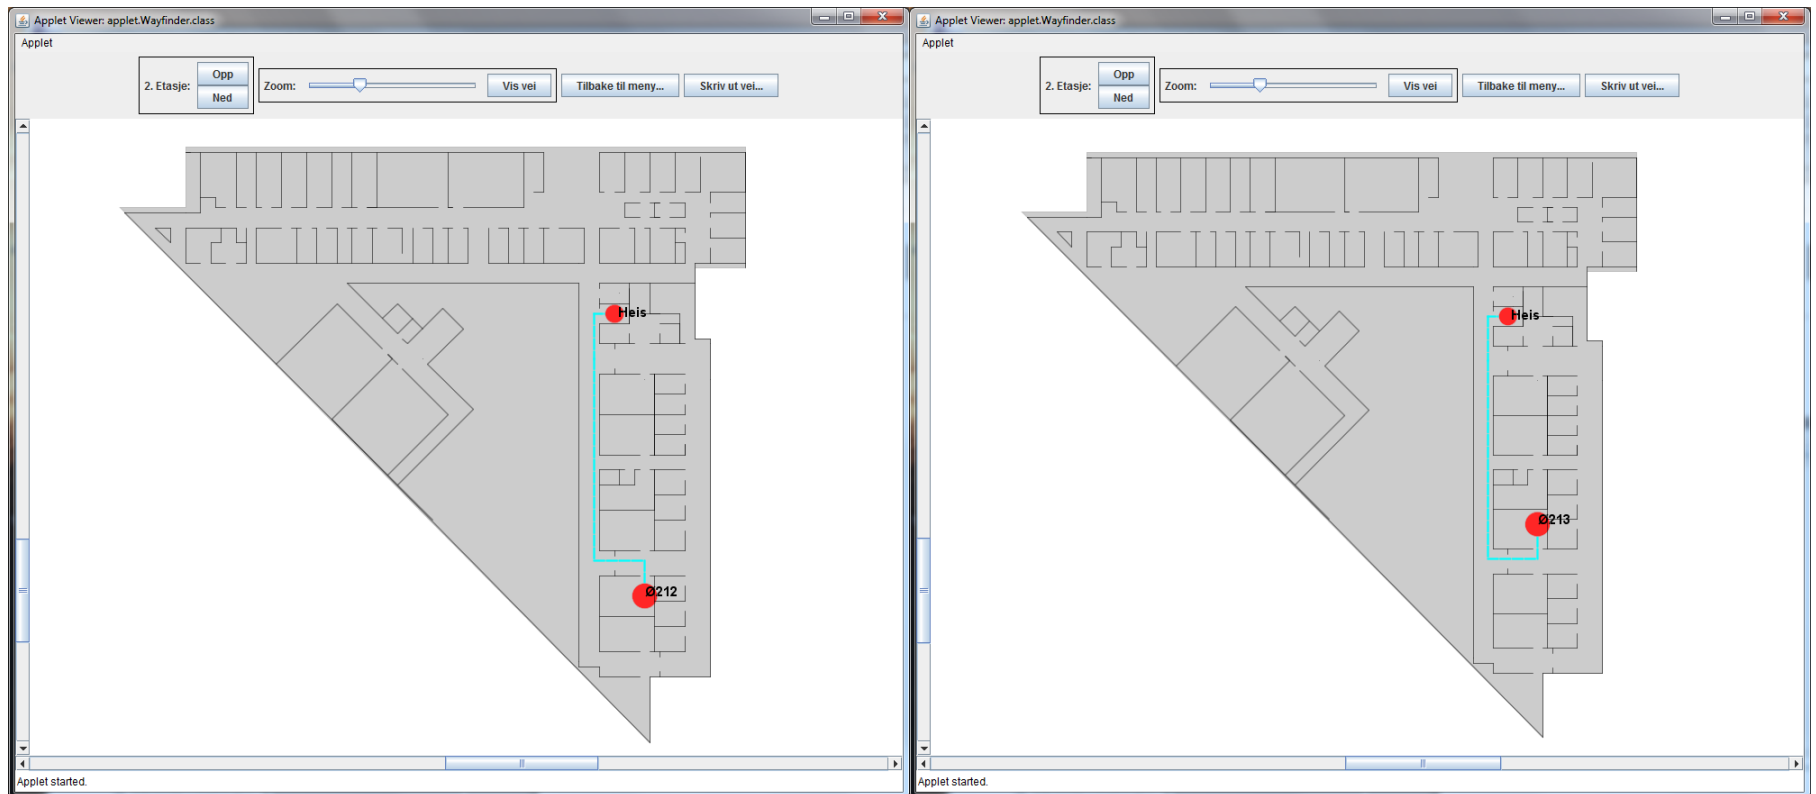 Applet Viewer: applet.Wayfinder.class
Applet
2. Etasje:
Opp
Ned
Zoom:
Vis vei
Tilbake til meny...
Skriv ut vei...
Heis
Ø212
Applet started.
Applet Viewer: applet.Wayfinder.class
Applet
2. Etasje:
Opp
Ned
Zoom:
Vis vei
Tilbake til meny...
Skriv ut vei...
Heis
Ø213
Applet started.